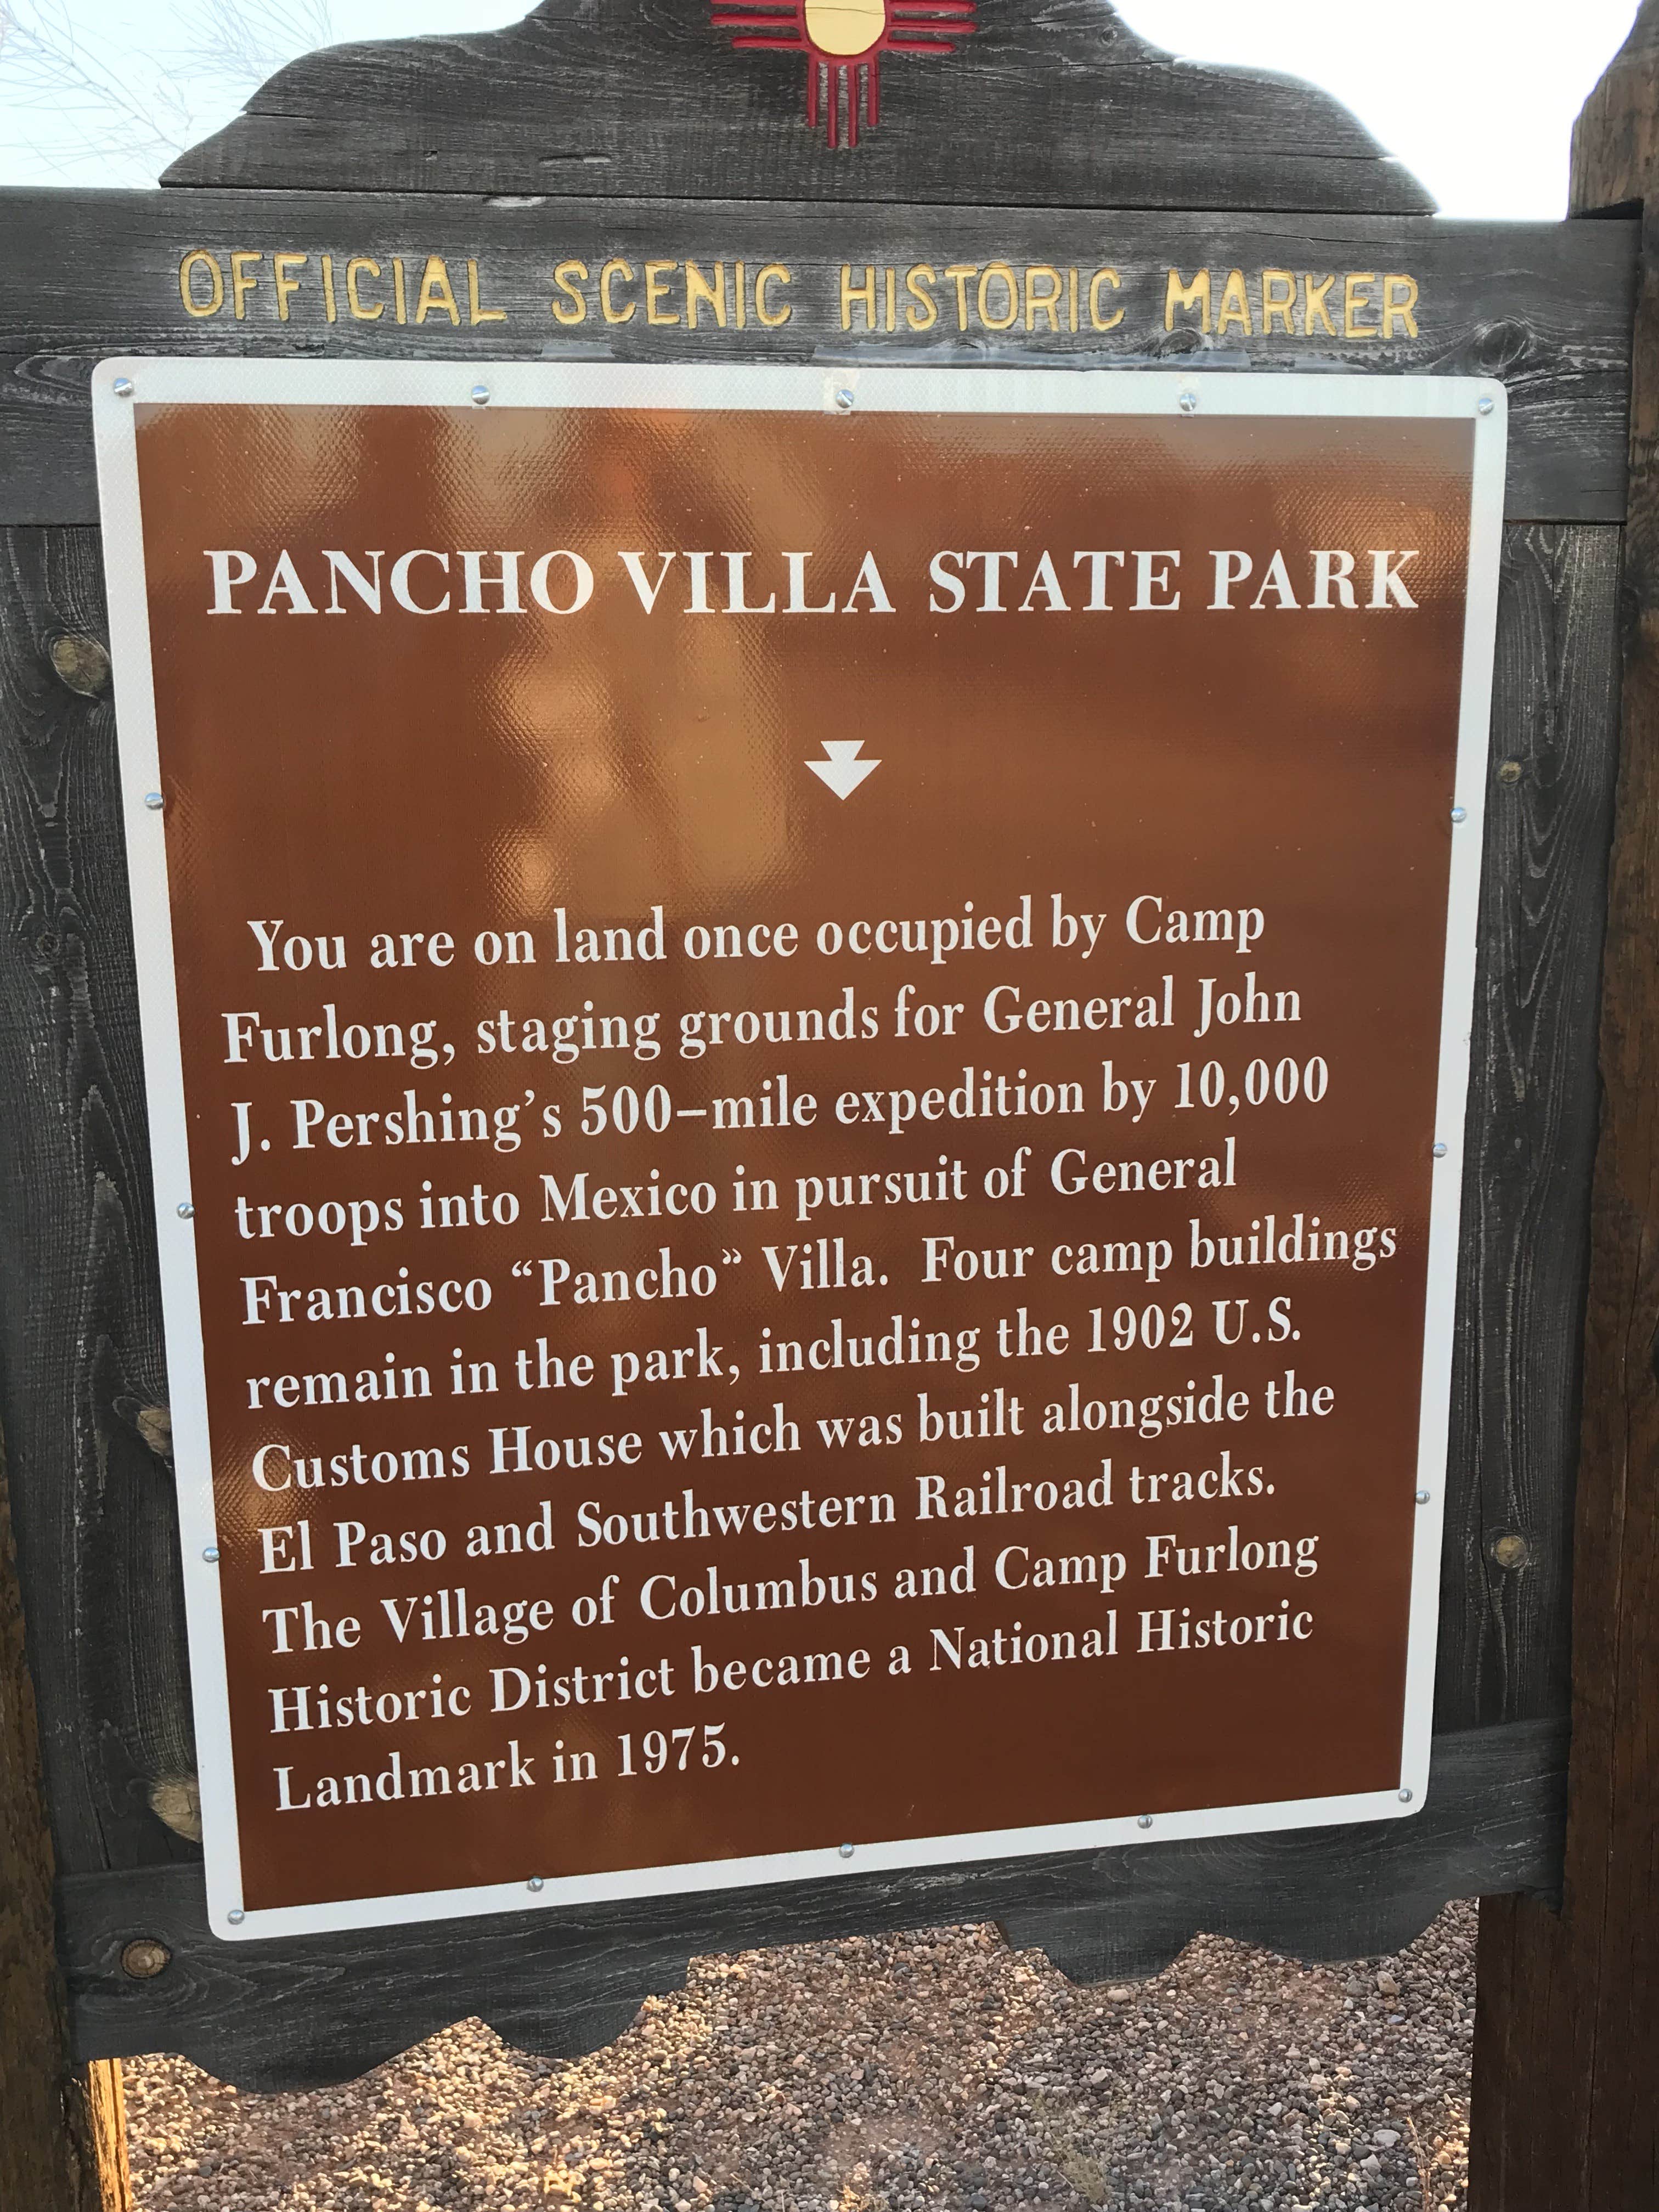 OFFICIAL SCENIC HISTORIC MARKER
PANCHO VILLA STATE PARK
You are on land once occupied by Camp
Furlong, staging grounds for General John
J. Pershing's 500–mile expedition by 10,000
troops into Mexico in pursuit of General
Francisco “Pancho” Villa. Four camp buildings
remain in the park, including the 1902 U.S.
Customs House which was built alongside the
El Paso and Southwestern Railroad tracks.
The Village of Columbus and Camp Furlong
Historic District became a National Historic
Landmark in 1975.